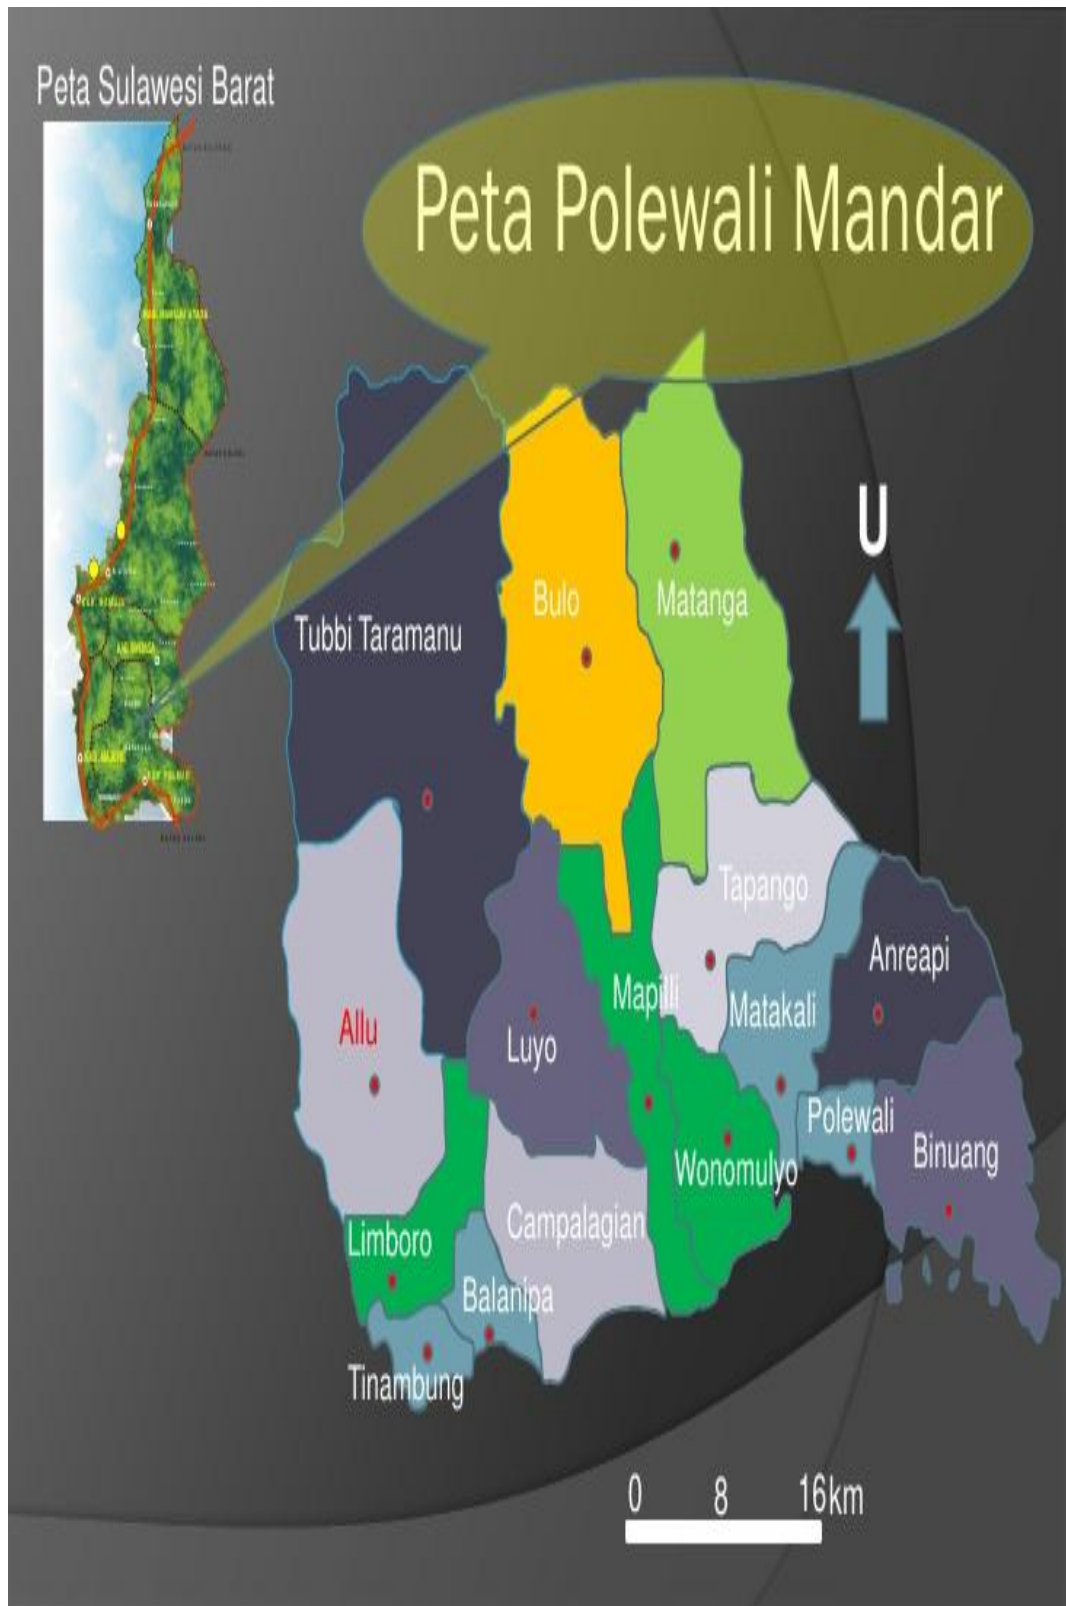 Peta Sulawesi Barat
Peta Polewali Mandar
U
Tubbi Taramanu
Bulo
Matanga
Tapango
Anreapi
Mapilli
Matakali
Allu
Luyo
Polewali
Binuang
Wonomulyo
Campalagian
Limboro
Balanipa
Tinambung
0 8 16km